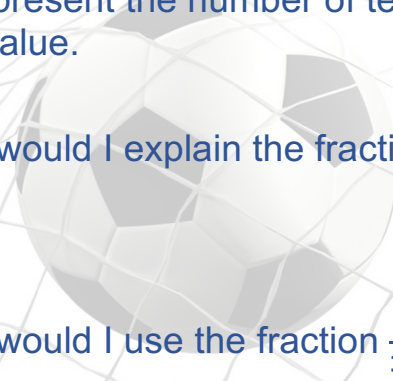 present the number of te
alue.
would I explain the fracti
would I use the fraction